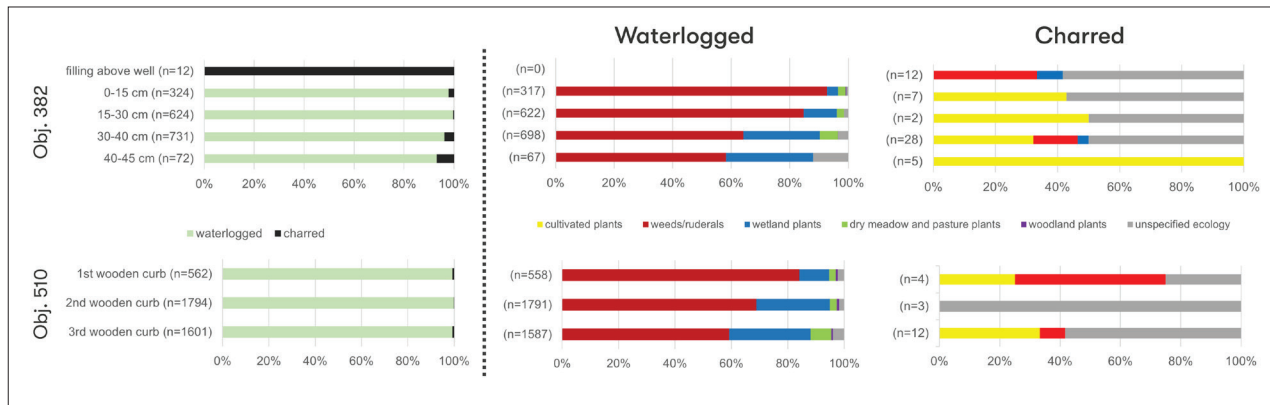 Waterlogged
Charred
Obj. 382
filling above well (n=12)
0-15 cm (n=324)
15-30 cm (n=624)
30-40 cm (n=731)
40-45 cm (n=72)
0% 20% 40% 60% 80% 100%
waterlogged charred
(n=0)
(n=317)
(n=622)
(n=698)
(n=67)
0% 20% 40% 60% 80% 100%
(n=12)
(n=7)
(n=2)
(n=28)
(n=5)
0% 20% 40% 60% 80% 100%
cultivated plants weeds/ruderals wetland plants dry meadow and pasture plants woodland plants unspecified ecology
Obj. 510
1st wooden curb (n=562)
2nd wooden curb (n=1794)
3rd wooden curb (n=1601)
0% 20% 40% 60% 80% 100%
(n=558)
(n=1791)
(n=1587)
0% 20% 40% 60% 80% 100%
(n=4)
(n=3)
(n=12)
0% 20% 40% 60% 80% 100%